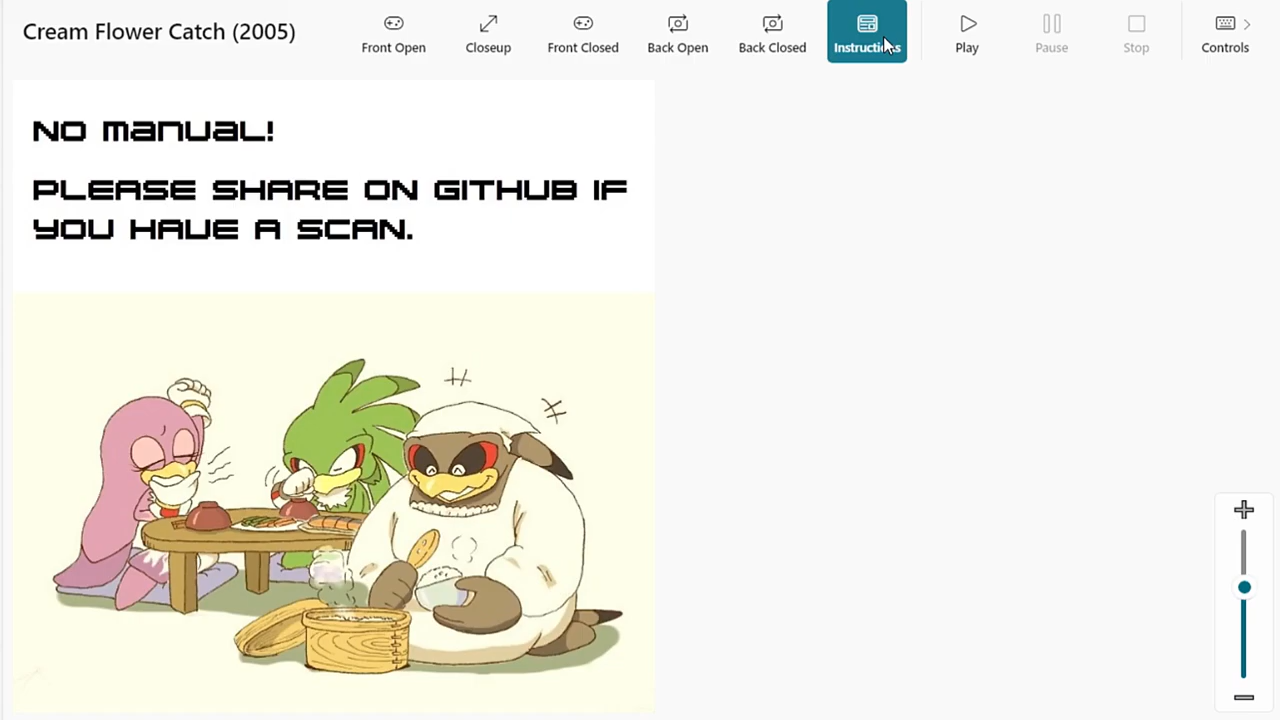 Cream Flower Catch (2005)
Front Open
Closeup
Front Closed
Back Open
Back Closed
Instructions
Play
Pause
Stop
Controls
NO MANUAL!
PLEASE SHARE ON GITHUB IF
YOU HAVE A SCAN.